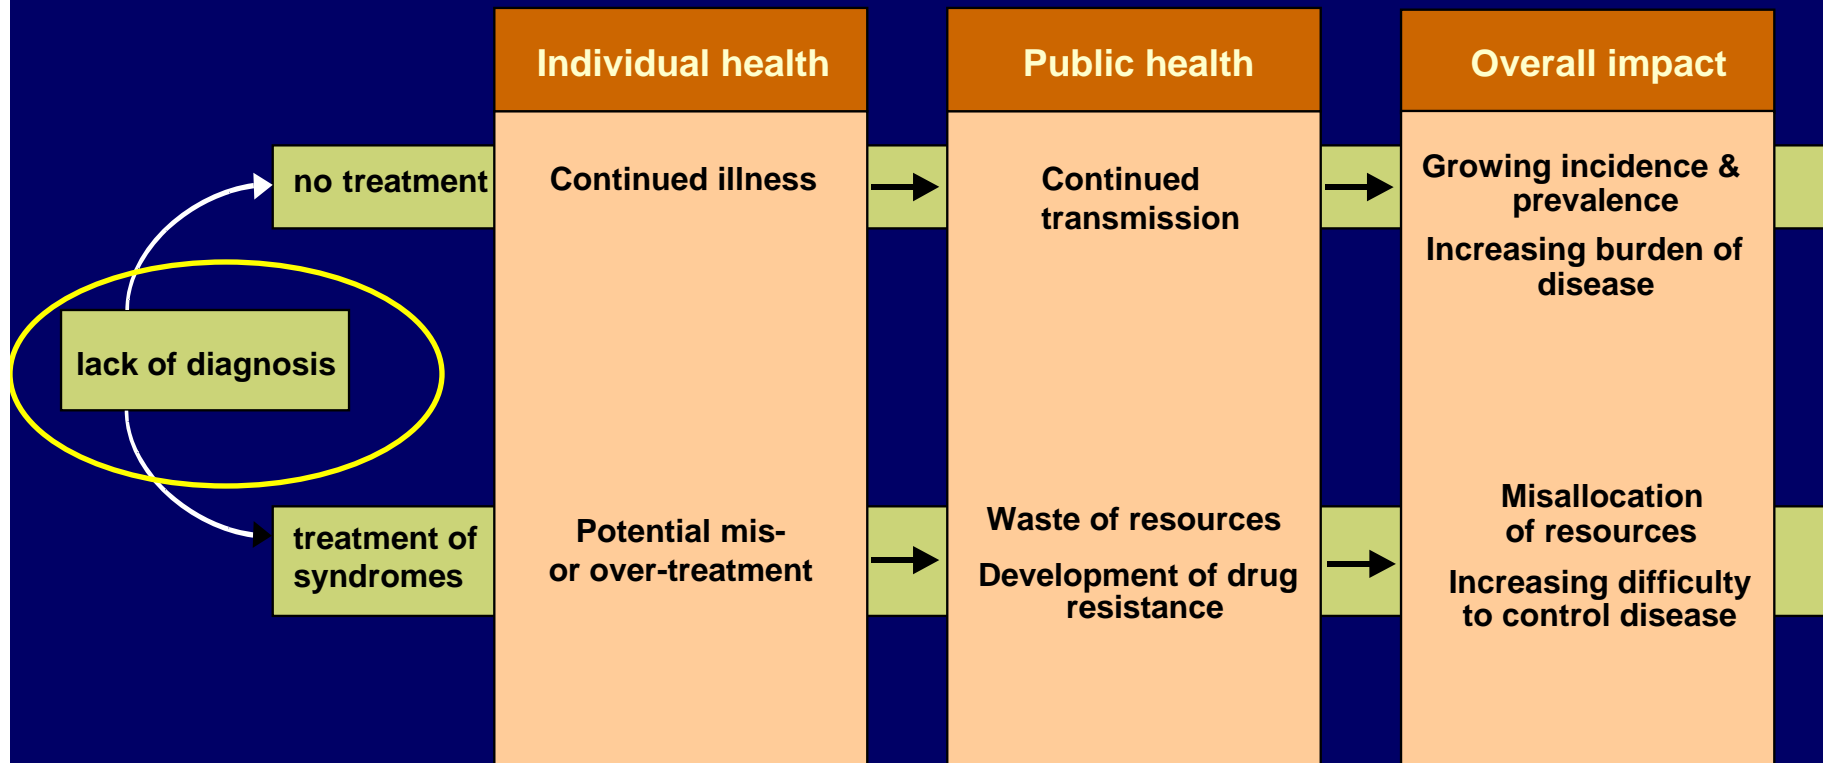 Individual health
Public health
Overall impact
no treatment
Continued illness
Continued
transmission
Growing incidence &
prevalence
Increasing burden of
disease
lack of diagnosis
treatment of
syndromes
Potential mis-
or over-treatment
Waste of resources
Development of drug
resistance
Misallocation
of resources
Increasing difficulty
to control disease